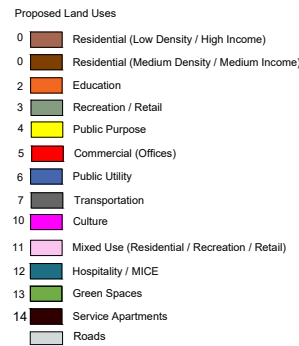 Proposed Land Uses
0 Residential (Low Density / High Income)
0 Residential (Medium Density / Medium Income)
2 Education
3 Recreation / Retail
4 Public Purpose
5 Commercial (Offices)
6 Public Utility
7 Transportation
10 Culture
11 Mixed Use (Residential / Recreation / Retail)
12 Hospitality / MICE
13 Green Spaces
14 Service Apartments
Roads